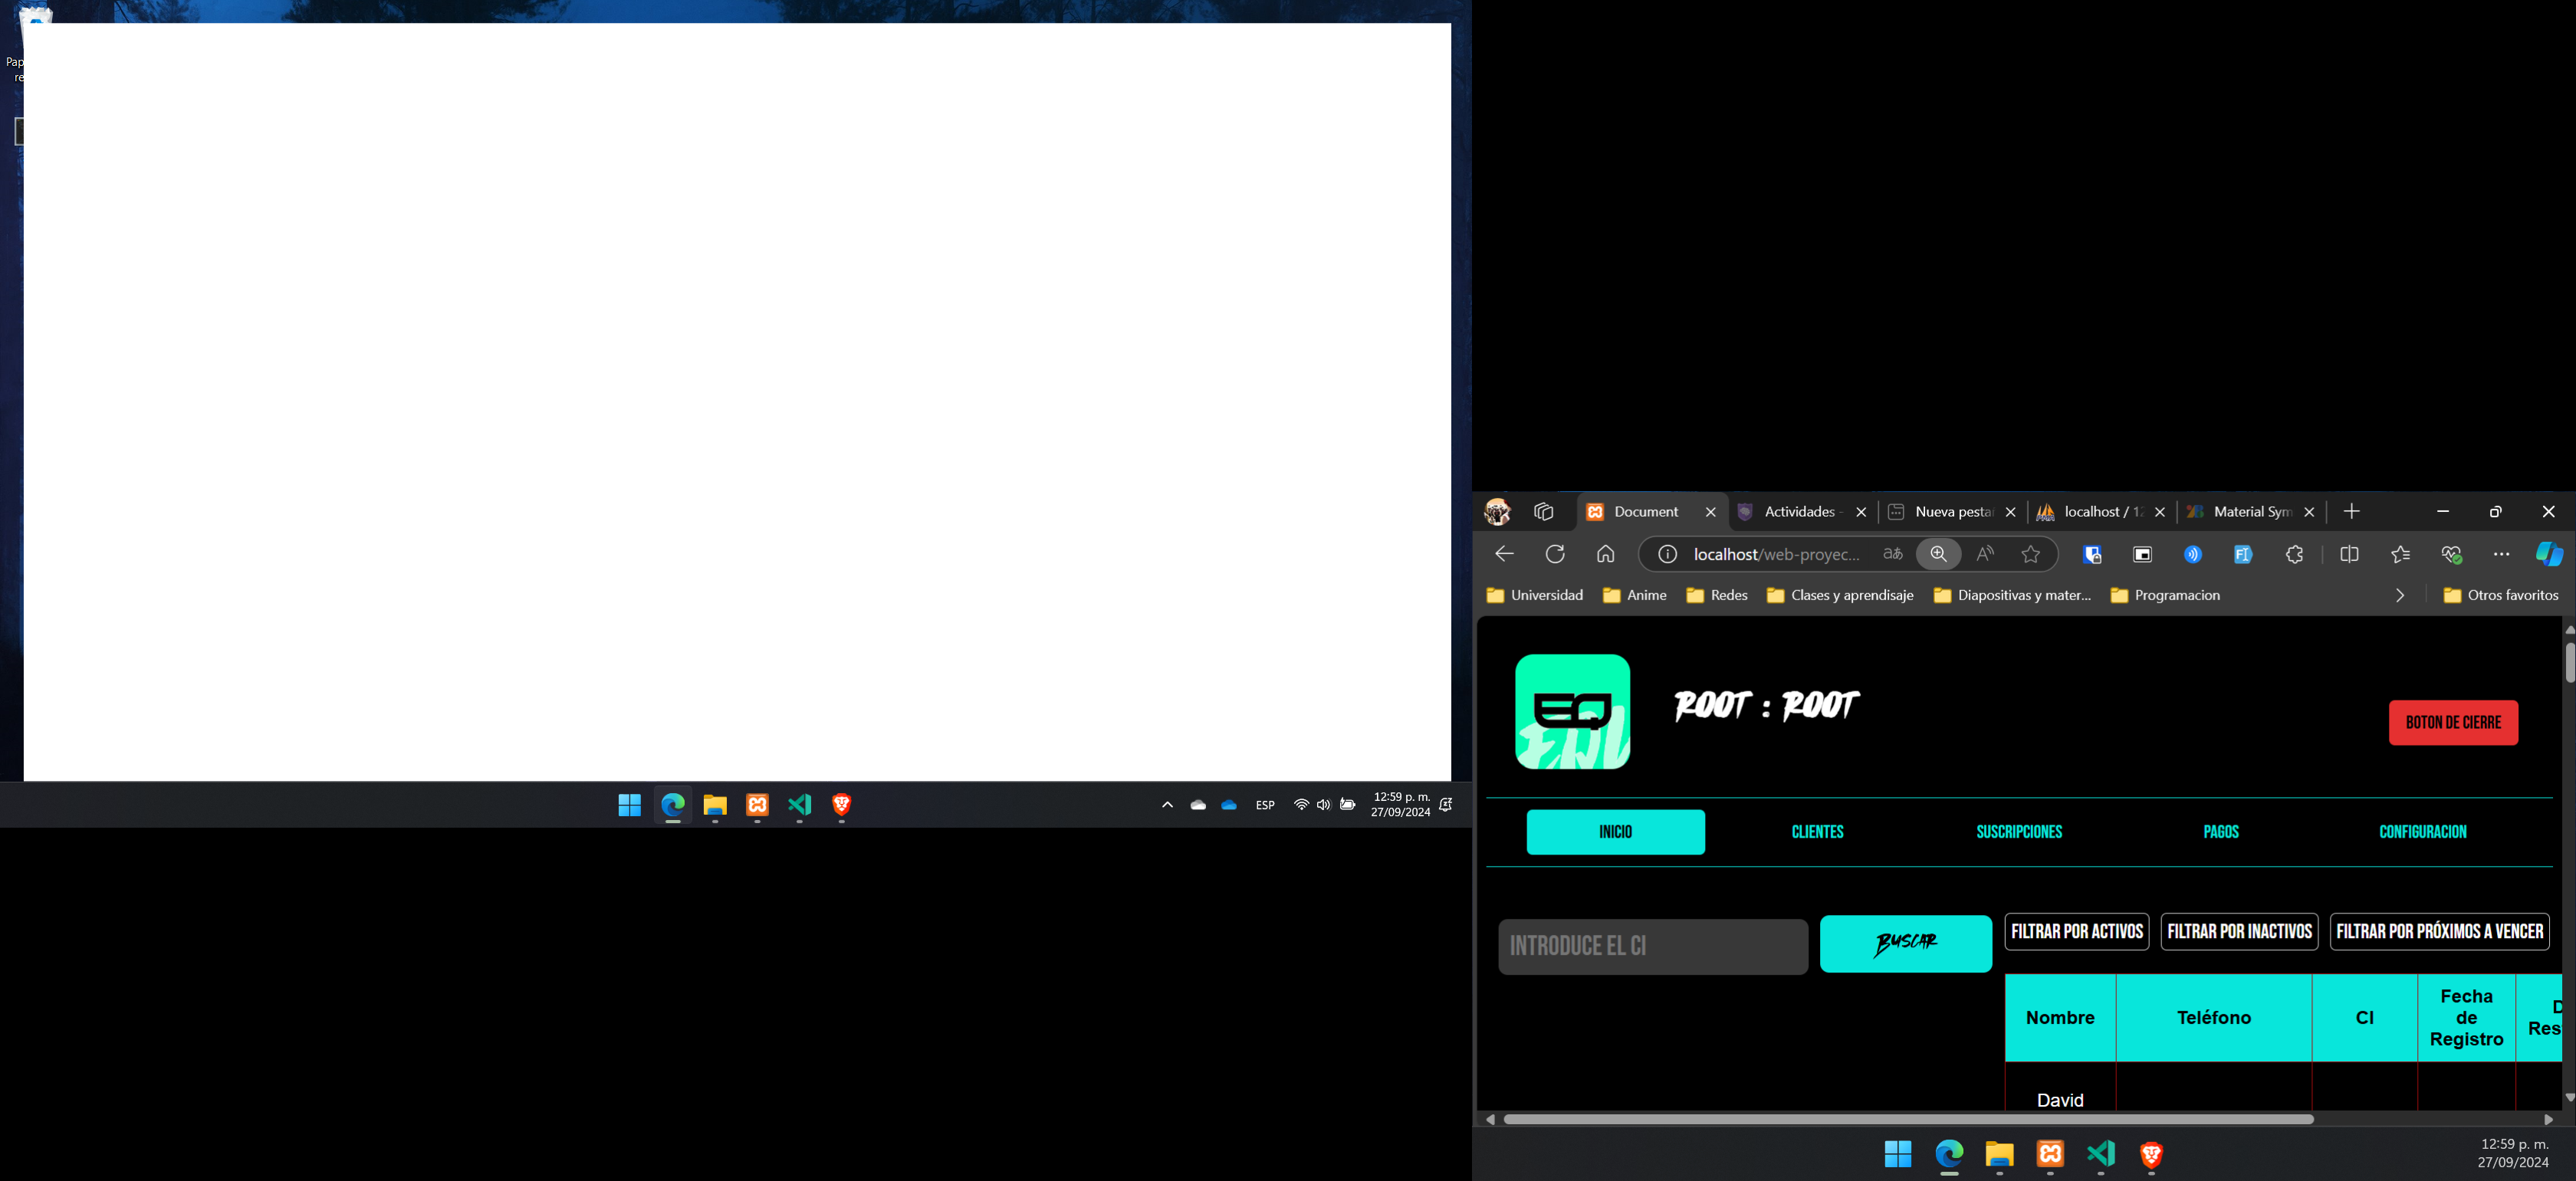 Pap
re
ESP
12:59 p. m.
27/09/2024
Document
Actividades -
Nueva pestañ
localhost / 12
Material Sym
localhost/web-proyec...
Universidad
Anime
Redes
Clases y aprendisaje
Diapositivas y mater...
Programacion
Otros favoritos
EQ
ROOT : ROOT
BOTON DE CIERRE
INICIO
CLIENTES
SUSCRIPCIONES
PAGOS
CONFIGURACION
INTRODUCE EL CI
BUSCAR
FILTRAR POR ACTIVOS
FILTRAR POR INACTIVOS
FILTRAR POR PRÓXIMOS A VENCER
Nombre
Teléfono
CI
Fecha
de
Registro
D
Res
David
12:59 p. m.
27/09/2024